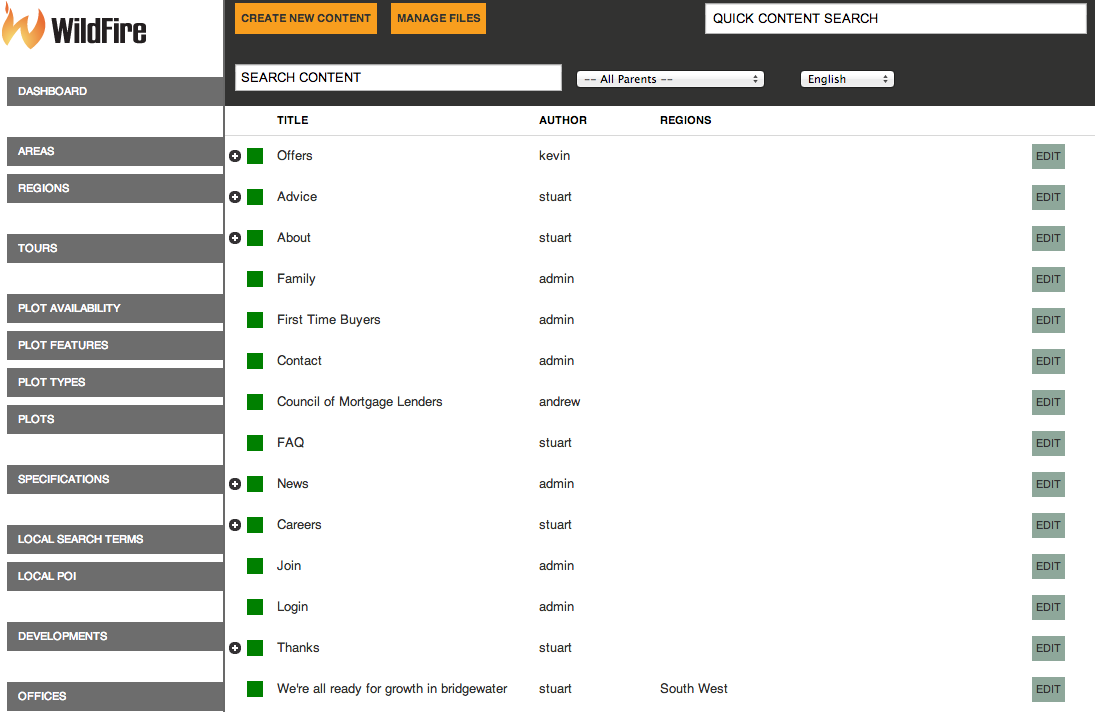 WildFire
CREATE NEW CONTENT
MANAGE FILES
QUICK CONTENT SEARCH
SEARCH CONTENT
-- All Parents --
English
DASHBOARD
AREAS
REGIONS
TOURS
PLOT AVAILABILITY
PLOT FEATURES
PLOT TYPES
PLOTS
SPECIFICATIONS
LOCAL SEARCH TERMS
LOCAL POI
DEVELOPMENTS
OFFICES
TITLE AUTHOR REGIONS
Offers kevin EDIT
Advice stuart EDIT
About stuart EDIT
Family admin EDIT
First Time Buyers admin EDIT
Contact admin EDIT
Council of Mortgage Lenders andrew EDIT
FAQ stuart EDIT
News admin EDIT
Careers stuart EDIT
Join admin EDIT
Login admin EDIT
Thanks stuart EDIT
We're all ready for growth in bridgewater stuart South West EDIT